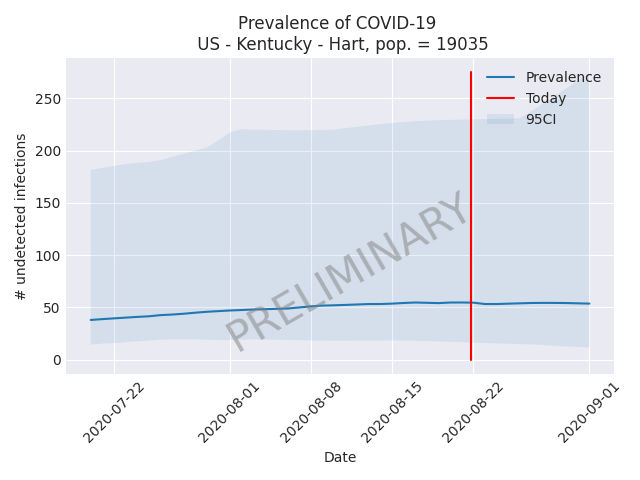 Prevalence of COVID-19
US - Kentucky - Hart, pop. = 19035
Prevalence
Today
95CI
# undetected infections
250
200
150
100
50
0
PRELIMINARY
2020-07-22
2020-08-01
2020-08-08
2020-08-15
2020-08-22
2020-09-01
Date